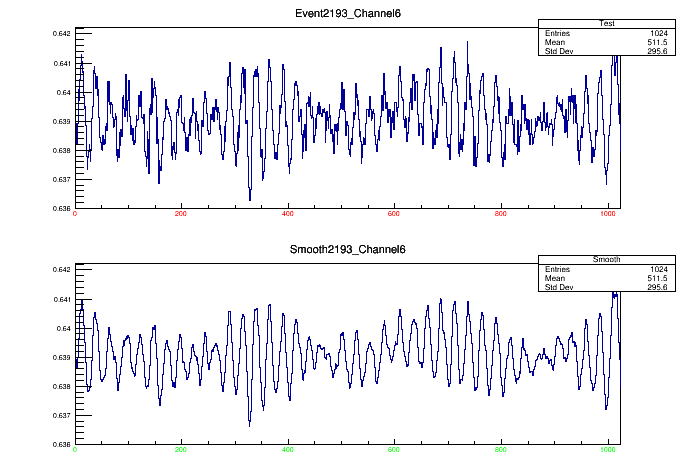 Event2193_Channel6
Test
Entries 1024
Mean 511.5
Std Dev 295.6
0.642
0.641
0.64
0.639
0.638
0.637
0.636
0 200 400 600 800 1000
Smooth2193_Channel6
Smooth
Entries 1024
Mean 511.5
Std Dev 295.6
0.642
0.641
0.64
0.639
0.638
0.637
0.636
0 200 400 600 800 1000